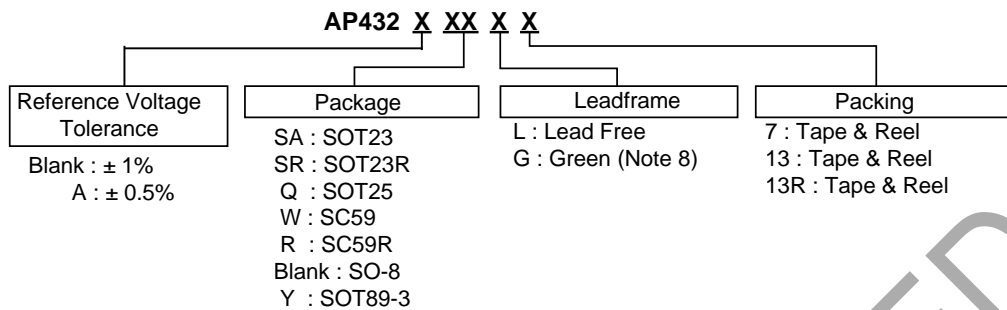 AP432 X XX X X
Reference Voltage
Tolerance
Blank : ± 1%
A : ± 0.5%
Package
SA : SOT23
SR : SOT23R
Q : SOT25
W : SC59
R : SC59R
Blank : SO-8
Y : SOT89-3
Leadframe
L : Lead Free
G : Green (Note 8)
Packing
7 : Tape & Reel
13 : Tape & Reel
13R : Tape & Reel